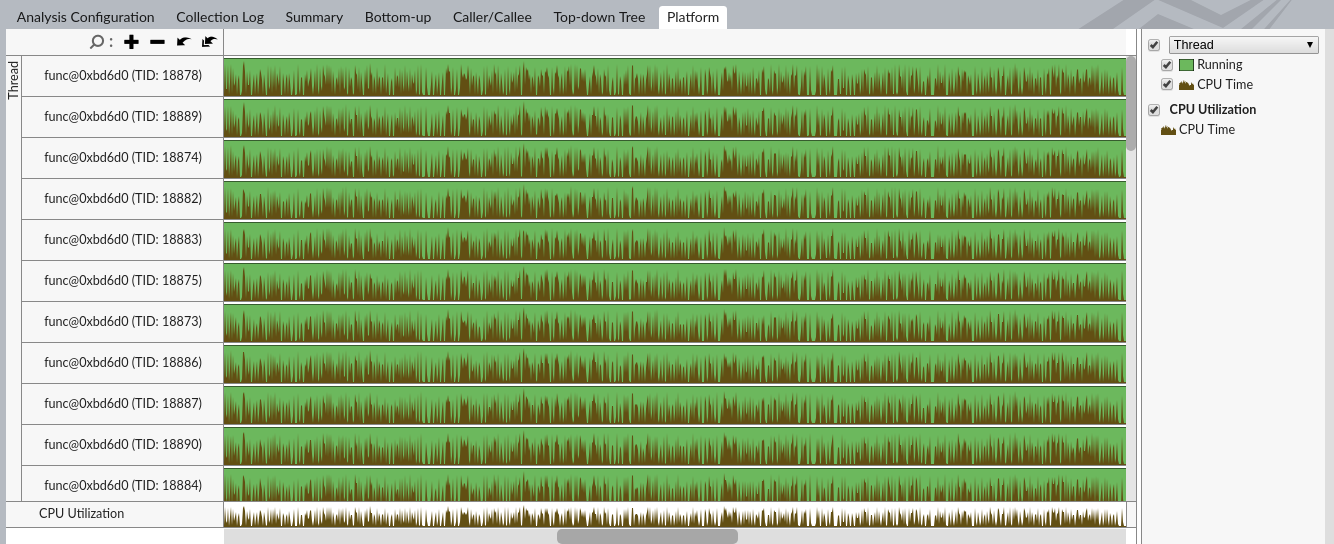 Analysis Configuration Collection Log Summary Bottom-up Caller/Callee Top-down Tree Platform
Thread
func@0xbd6d0 (TID: 18878)
func@0xbd6d0 (TID: 18889)
func@0xbd6d0 (TID: 18874)
func@0xbd6d0 (TID: 18882)
func@0xbd6d0 (TID: 18883)
func@0xbd6d0 (TID: 18875)
func@0xbd6d0 (TID: 18873)
func@0xbd6d0 (TID: 18886)
func@0xbd6d0 (TID: 18887)
func@0xbd6d0 (TID: 18890)
func@0xbd6d0 (TID: 18884)
CPU Utilization
Thread
Running
CPU Time
CPU Utilization
CPU Time